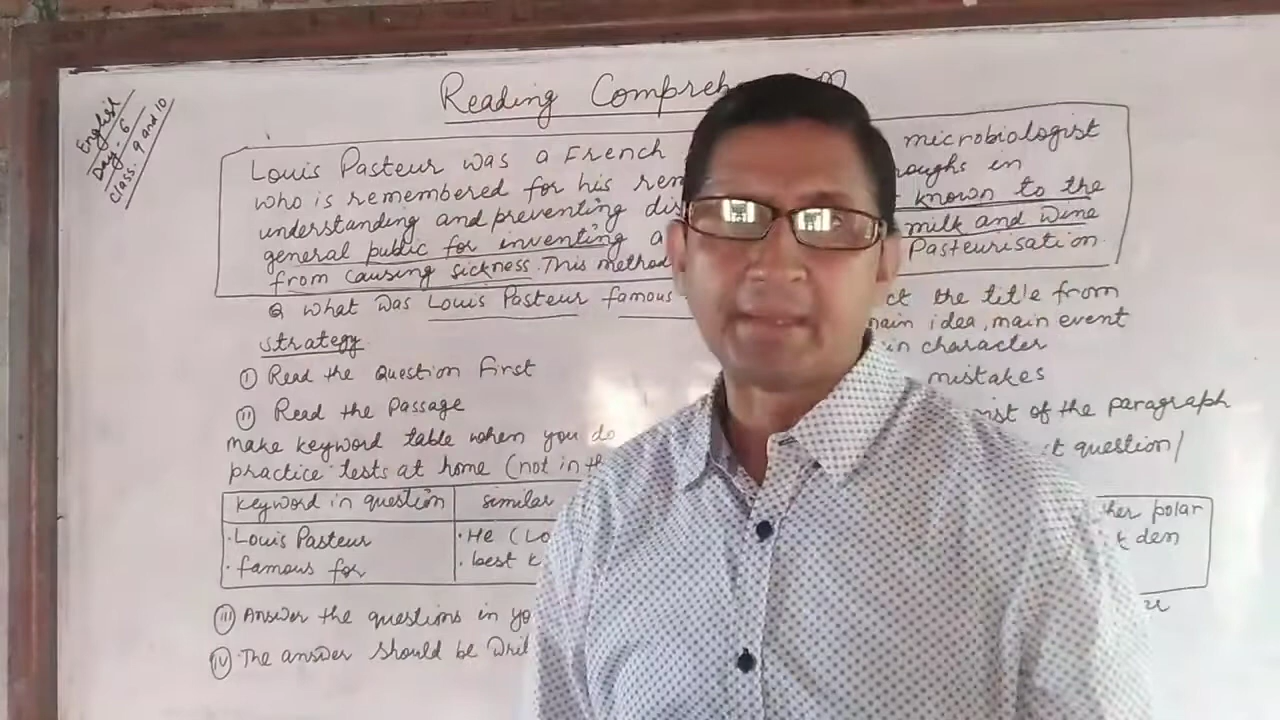 English
Day-6
Class. 9 and 10
Reading Compreh
Louis Pasteur was a French microbiologist
who is remembered for his rem oughs in
understanding and preventing dis known to the
general public for inventing a milk and wine
from causing sickness. This method Pasteurisation.
Q what was Louis Pasteur famous ct the title from
strategy. main idea, main event
in character
(I) Read the Question First mistakes
(II) Read the Passage ist of the paragraph
make keyword table when you do ct question/
practice tests at home (not in th
keyword in question similar her polar
• Louis Pasteur • He (Lo t den
• famous for • best k
(III) Answer the questions in yo
(IV) The answer should be writ